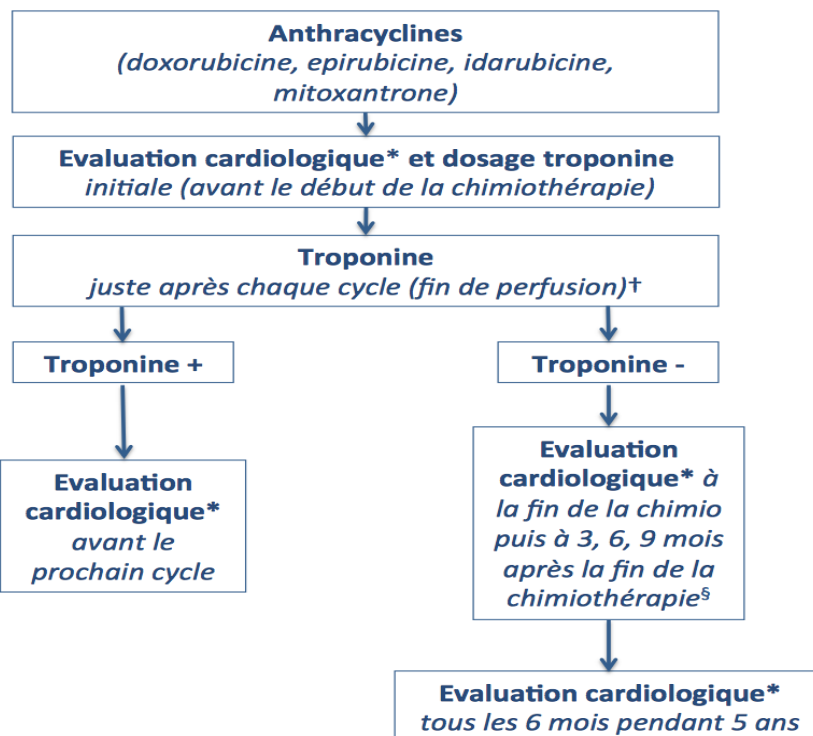 Anthracyclines
(doxorubicine, epirubicine, idarubicine,
mitoxantrone)
Evaluation cardiologique* et dosage troponine
initiale (avant le début de la chimiothérapie)
Troponine
juste après chaque cycle (fin de perfusion)†
Troponine +
Troponine -
Evaluation
cardiologique*
avant le
prochain cycle
Evaluation
cardiologique* à
la fin de la chimio
puis à 3, 6, 9 mois
après la fin de la
chimiothérapie§
Evaluation cardiologique*
tous les 6 mois pendant 5 ans